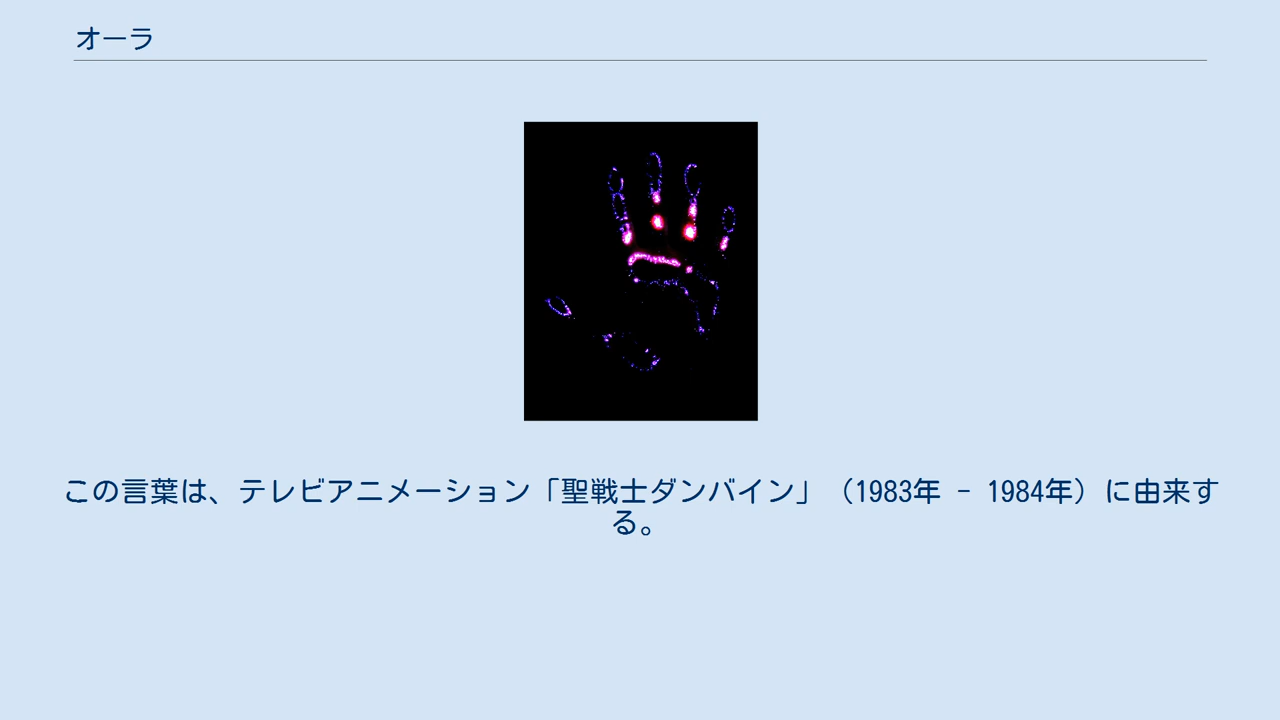 オーラ
この言葉は、テレビアニメーション「聖戦士ダンバイン」（1983年 - 1984年）に由来す
る。